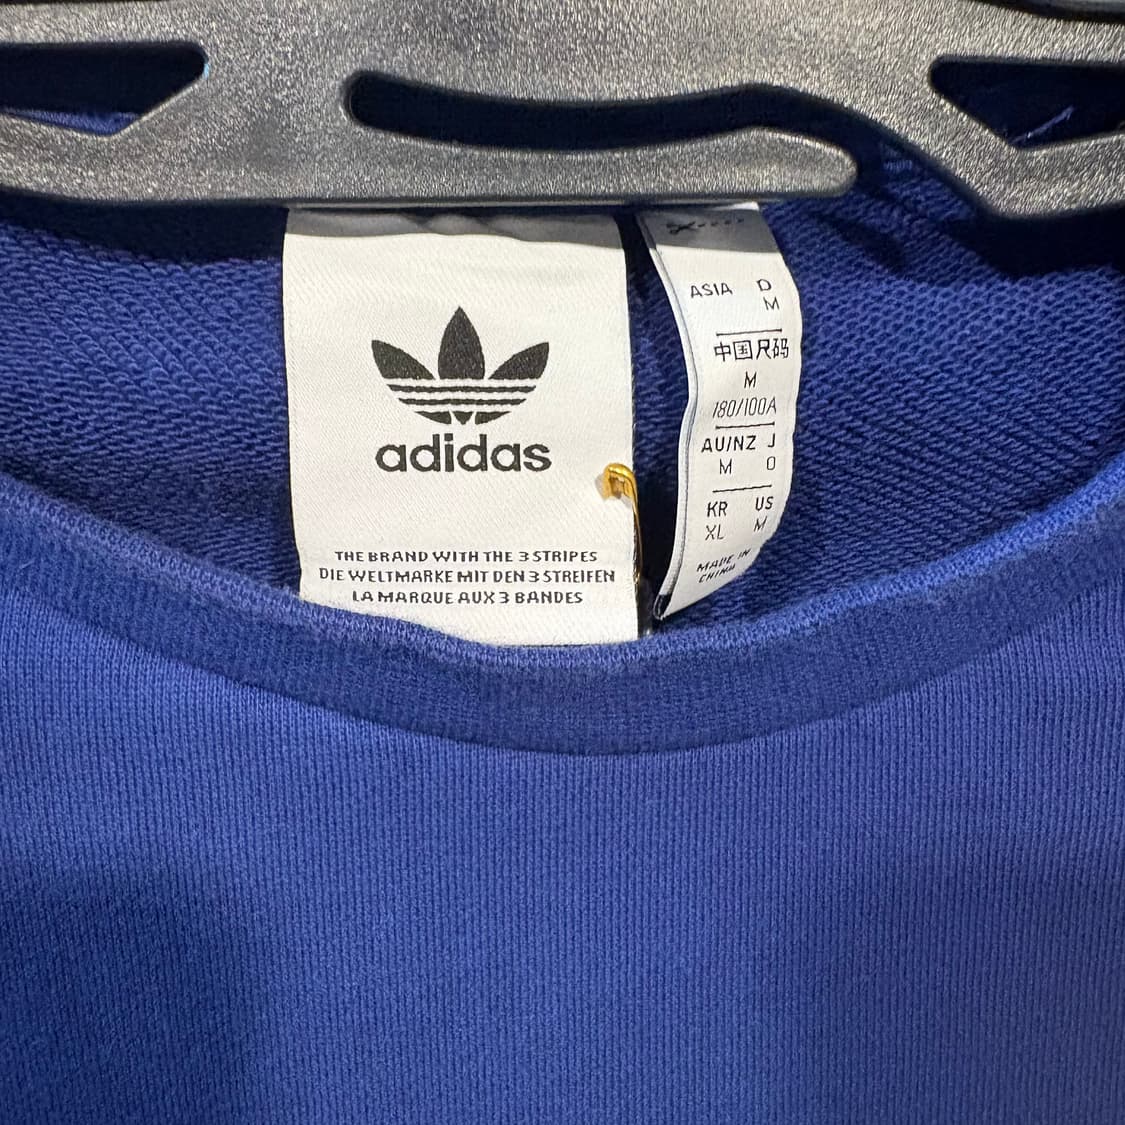 adidas
THE BRAND WITH THE 3 STRIPES
DIE WELTMARKE MIT DEN 3 STREIFEN
LA MARQUE AUX 3 BANDES
ASIA D
M
中国尺码
M
180/100A
AU/NZ J
M O
KR US
XL M
MADE IN
CHINA